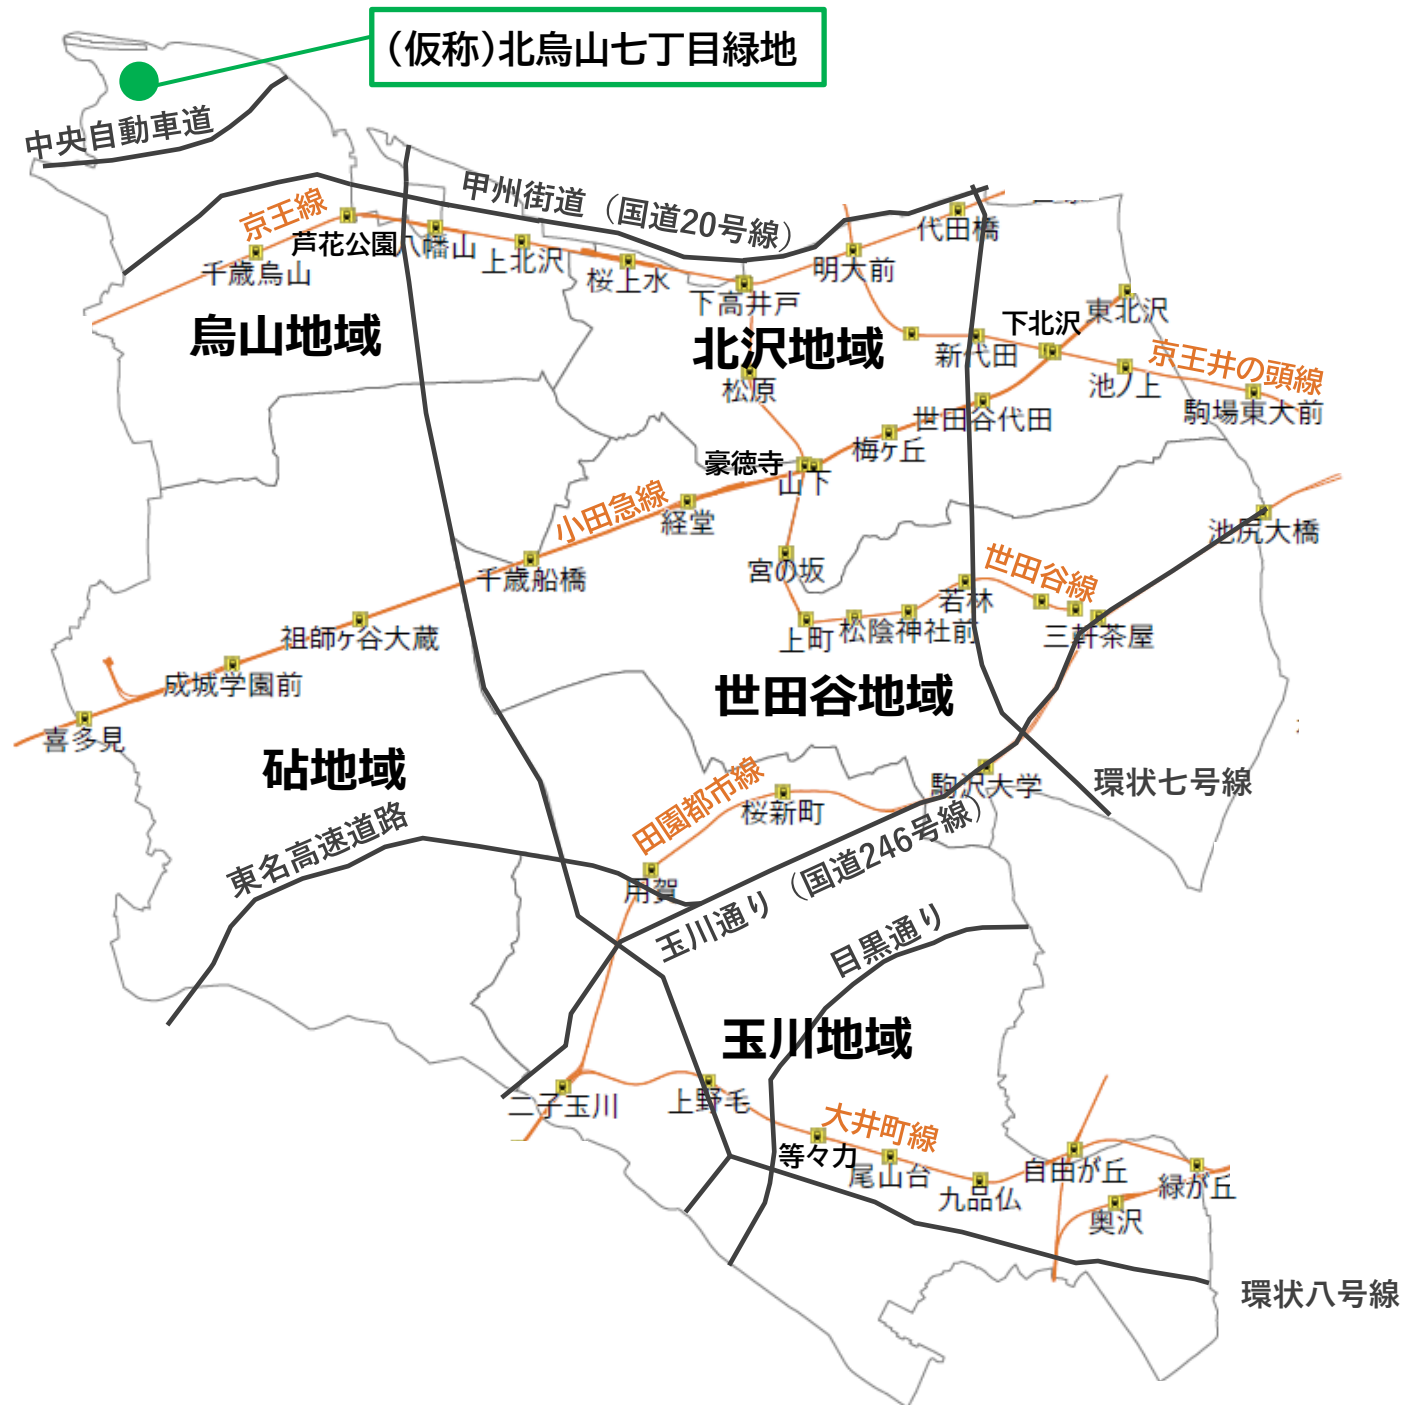 （仮称）北烏山七丁目緑地
中央自動車道
甲州街道（国道20号線）
京王線
代田橋
芦花公園
八幡山
上北沢
千歳烏山
桜上水
明大前
下高井戸
東北沢
下北沢
烏山地域
北沢地域
新代田
京王井の頭線
池ノ上
松原
駒場東大前
世田谷代田
梅ヶ丘
豪徳寺
山下
小田急線
経堂
池尻大橋
宮の坂
世田谷線
千歳船橋
若林
祖師ヶ谷大蔵
上町
松陰神社前
三軒茶屋
成城学園前
世田谷地域
喜多見
砧地域
田園都市線
桜新町
駒沢大学
環状七号線
東名高速道路
用賀
玉川通り（国道246号線）
目黒通り
玉川地域
二子玉川
上野毛
大井町線
等々力
尾山台
九品仏
自由が丘
緑が丘
奥沢
環状八号線